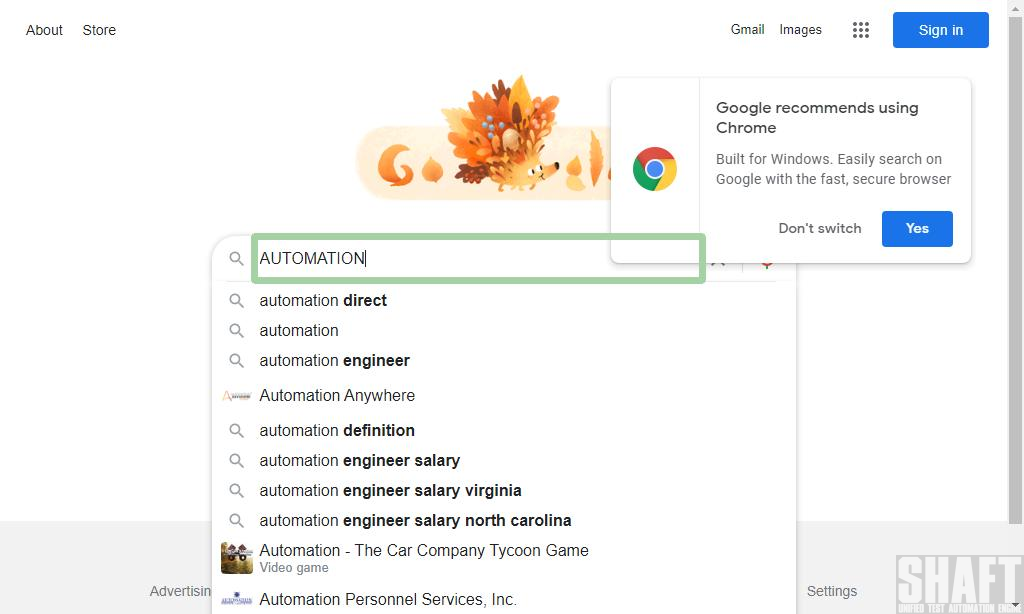 About Store Gmail Images Sign in
Google recommends using
Chrome
Built for Windows. Easily search on
Google with the fast, secure browser
Don't switch Yes
AUTOMATION
automation direct
automation
automation engineer
Automation Anywhere
automation definition
automation engineer salary
automation engineer salary virginia
automation engineer salary north carolina
Automation - The Car Company Tycoon Game
Video game
Automation Personnel Services, Inc.
Advertisin Settings
SHAFT
UNIFIED TEST AUTOMATION ENGI